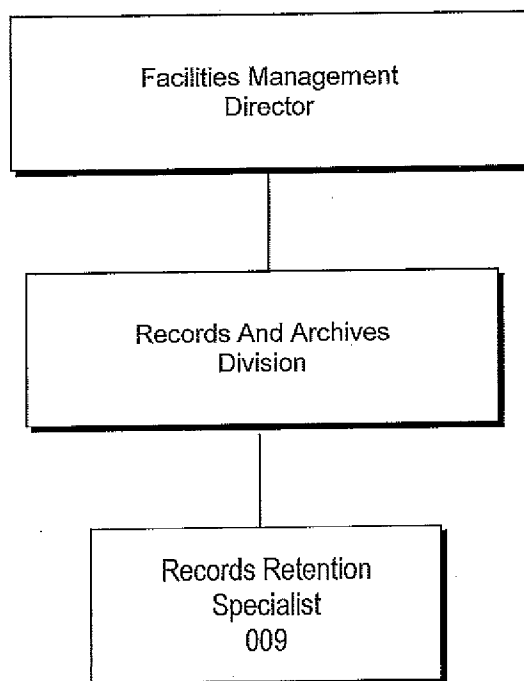 Facilities Management
Director
Records And Archives
Division
Records Retention
Specialist
009